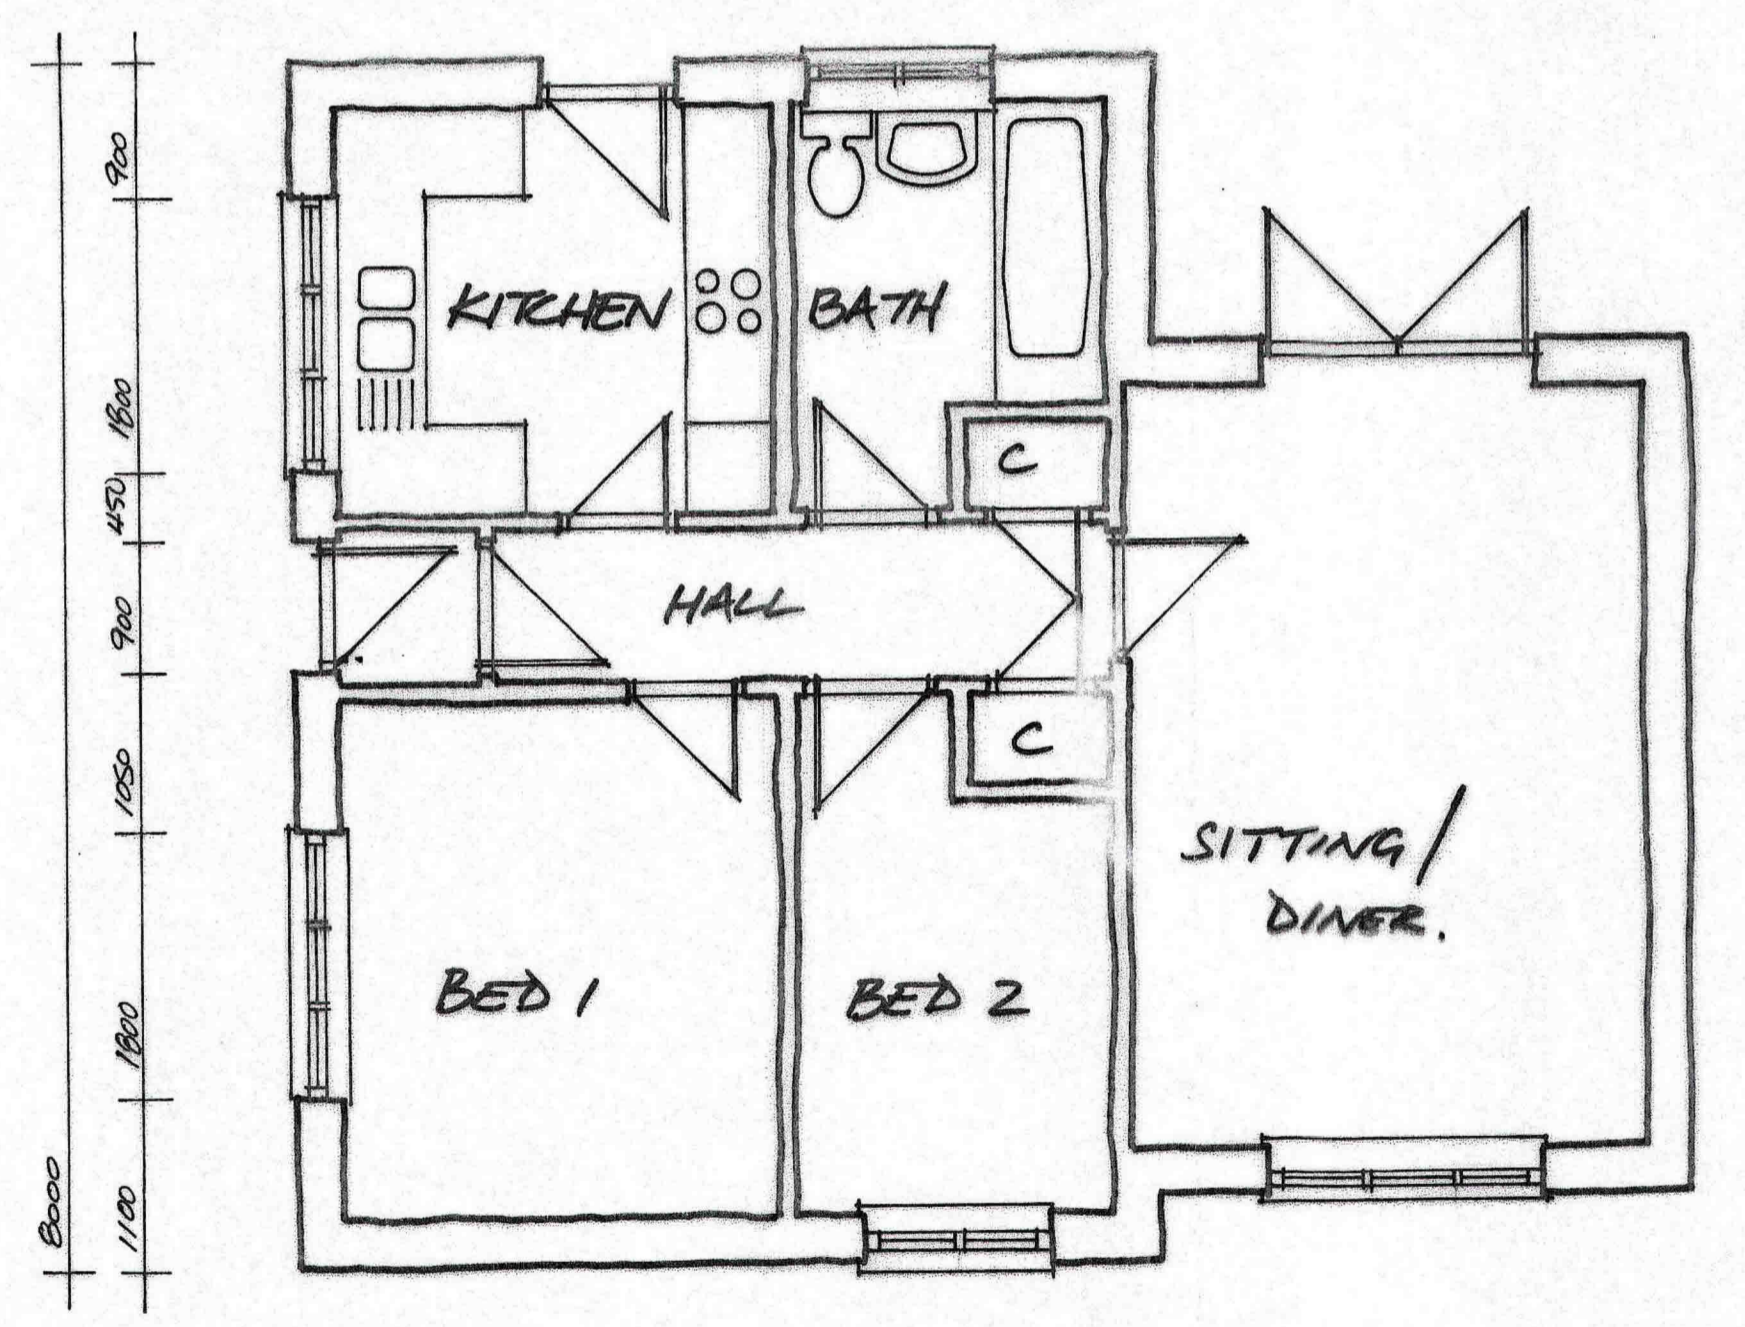 900
1800
450
900
1050
1800
1100
8000
KITCHEN
BATH
C
HALL
C
SITTING/
DINER.
BED 1
BED 2